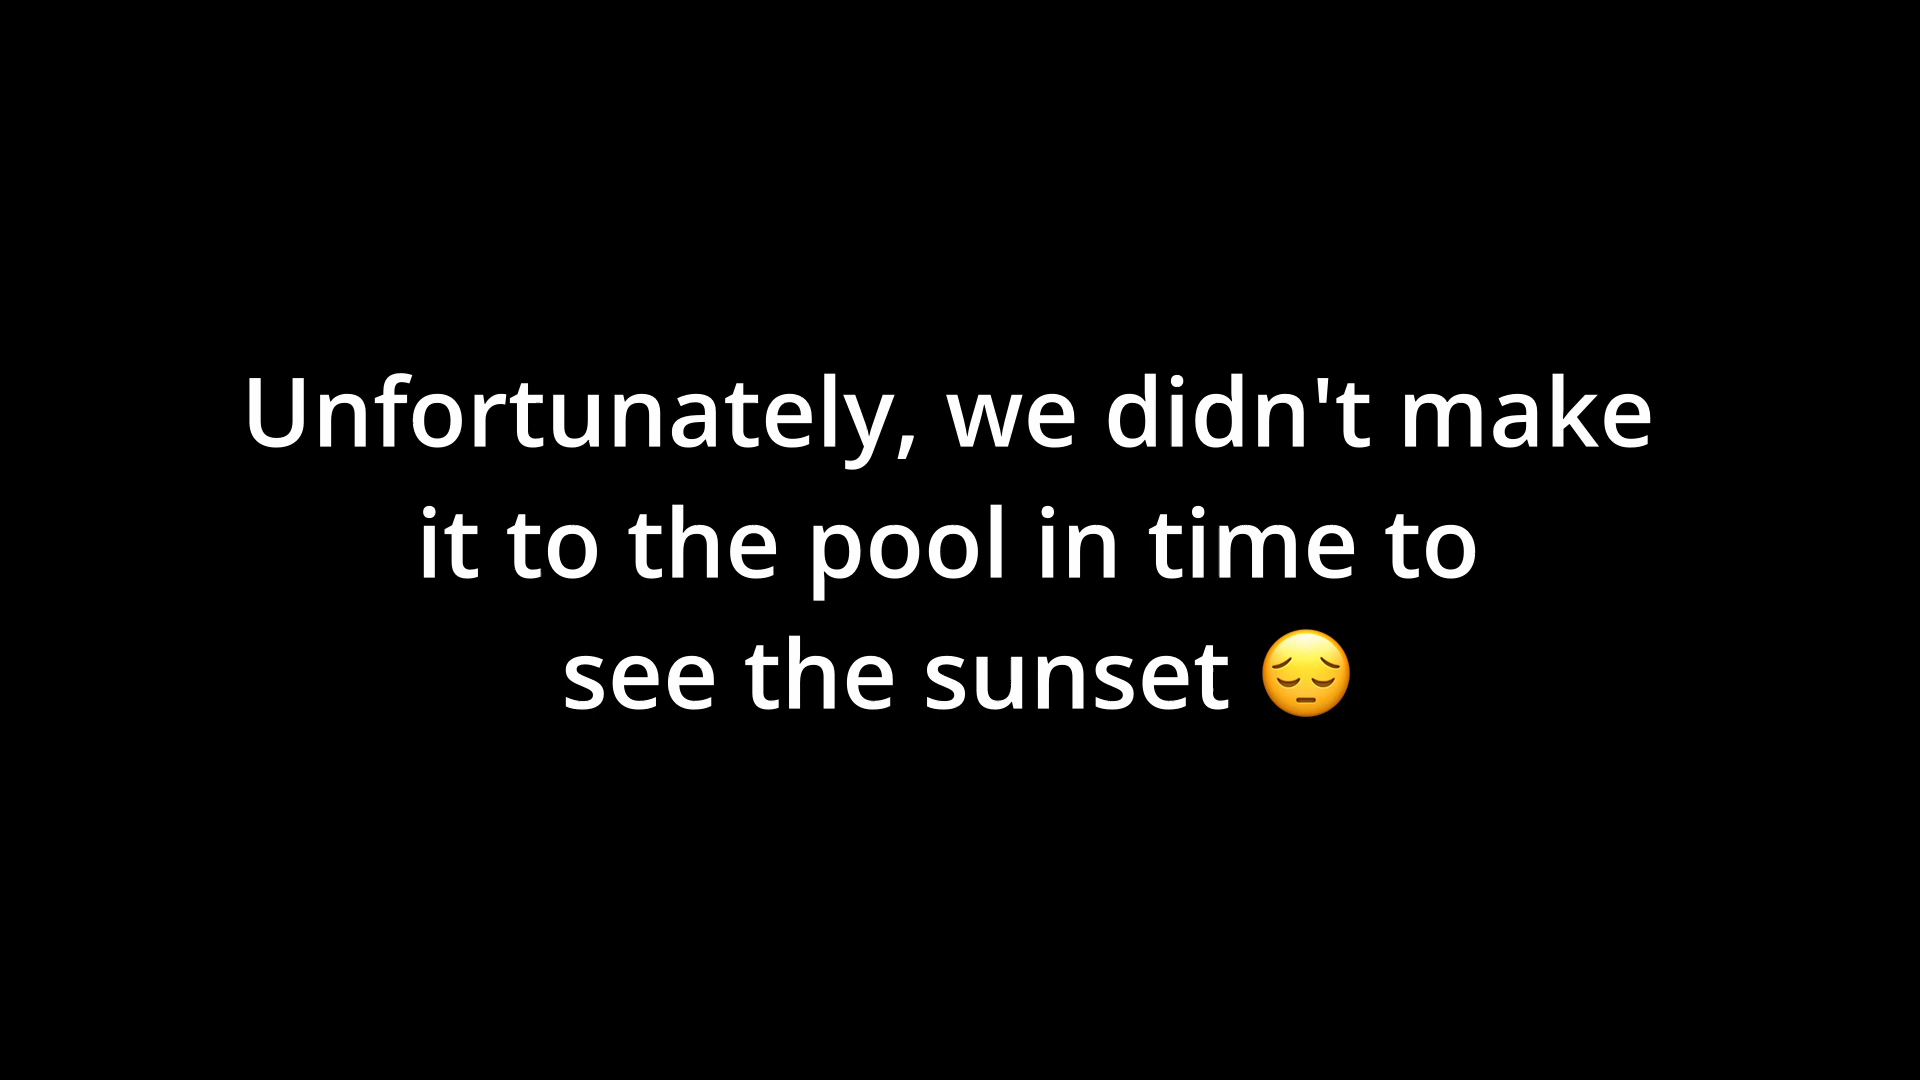 Unfortunately, we didn't make
it to the pool in time to
see the sunset 😔